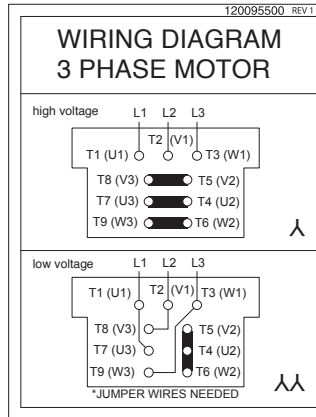 120095500 REV 1
WIRING DIAGRAM
3 PHASE MOTOR
high voltage L1 L2 L3
T2 (V1)
T1 (U1) T3 (W1)
T8 (V3) T5 (V2)
T7 (U3) T4 (U2)
T9 (W3) T6 (W2)
low voltage L1 L2 L3
T1 (U1) T2 (V1) T3 (W1)
T8 (V3) T5 (V2)
T7 (U3) T4 (U2)
T9 (W3) T6 (W2)
*JUMPER WIRES NEEDED